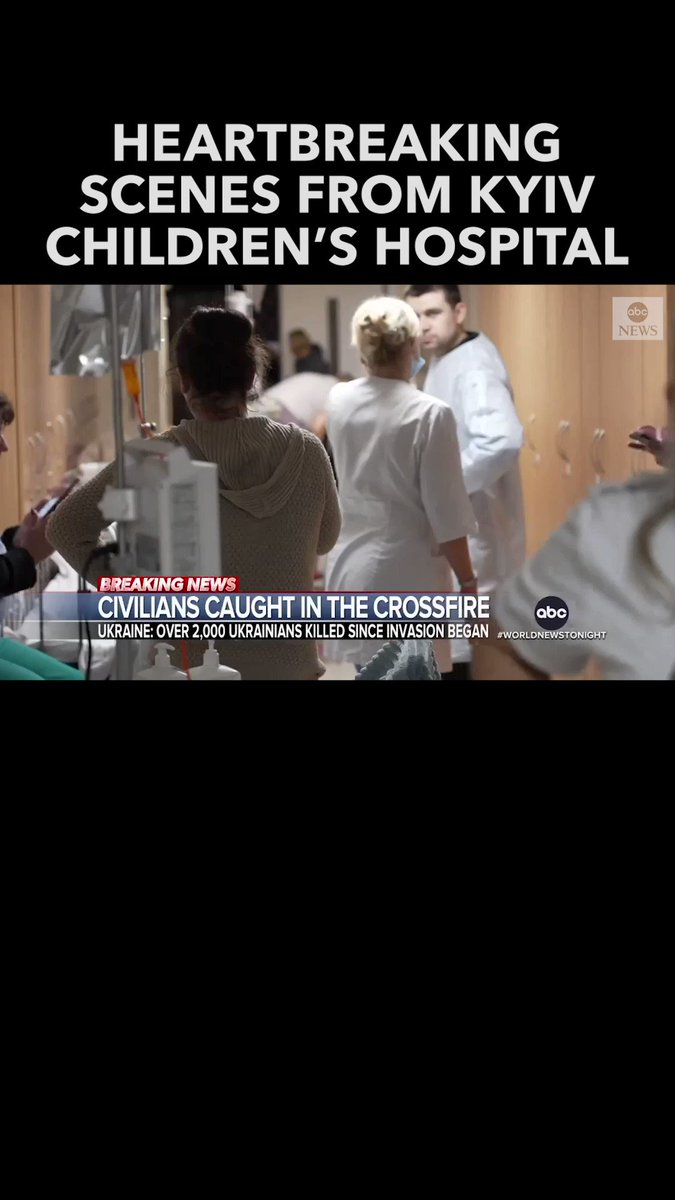 HEARTBREAKING
SCENES FROM KYIV
CHILDREN'S HOSPITAL
abc
NEWS
BREAKING NEWS
CIVILIANS CAUGHT IN THE CROSSFIRE
UKRAINE: OVER 2,000 UKRAINIANS KILLED SINCE INVASION BEGAN
abc
#WORLDNEWSTONIGHT